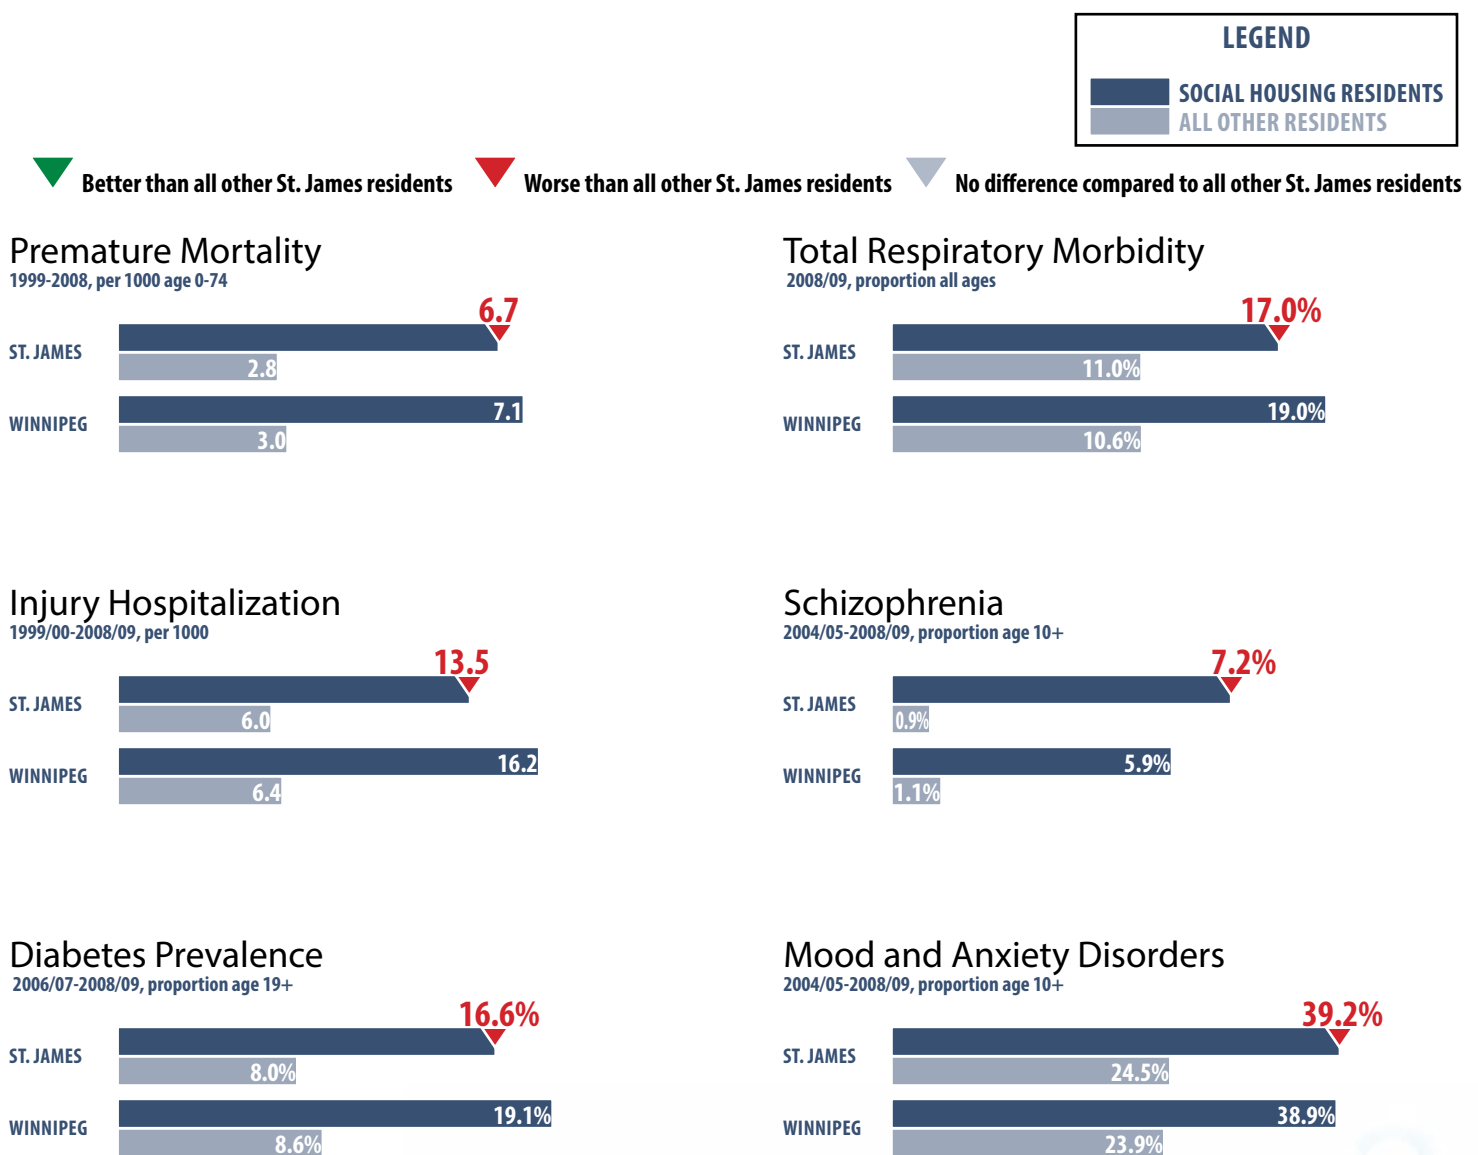 LEGEND
SOCIAL HOUSING RESIDENTS
ALL OTHER RESIDENTS
Better than all other St. James residents
Worse than all other St. James residents
No difference compared to all other St. James residents
Premature Mortality
1999-2008, per 1000 age 0-74
6.7
ST. JAMES
2.8
7.1
WINNIPEG
3.0
Total Respiratory Morbidity
2008/09, proportion all ages
17.0%
ST. JAMES
11.0%
19.0%
WINNIPEG
10.6%
Injury Hospitalization
1999/00-2008/09, per 1000
13.5
ST. JAMES
6.0
16.2
WINNIPEG
6.4
Schizophrenia
2004/05-2008/09, proportion age 10+
7.2%
ST. JAMES
0.9%
5.9%
WINNIPEG
1.1%
Diabetes Prevalence
2006/07-2008/09, proportion age 19+
16.6%
ST. JAMES
8.0%
19.1%
WINNIPEG
8.6%
Mood and Anxiety Disorders
2004/05-2008/09, proportion age 10+
39.2%
ST. JAMES
24.5%
38.9%
WINNIPEG
23.9%